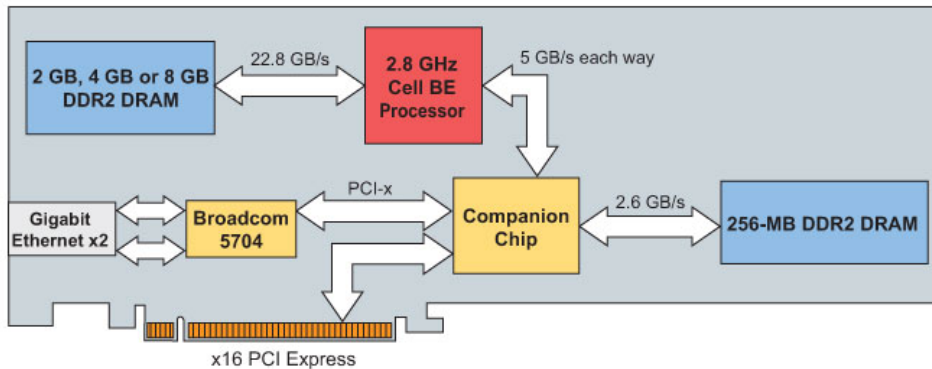 22.8 GB/s
5 GB/s each way
2 GB, 4 GB or 8 GB
DDR2 DRAM
2.8 GHz
Cell BE
Processor
PCI-x
2.6 GB/s
Gigabit
Ethernet x2
Broadcom
5704
Companion
Chip
256-MB DDR2 DRAM
x16 PCI Express